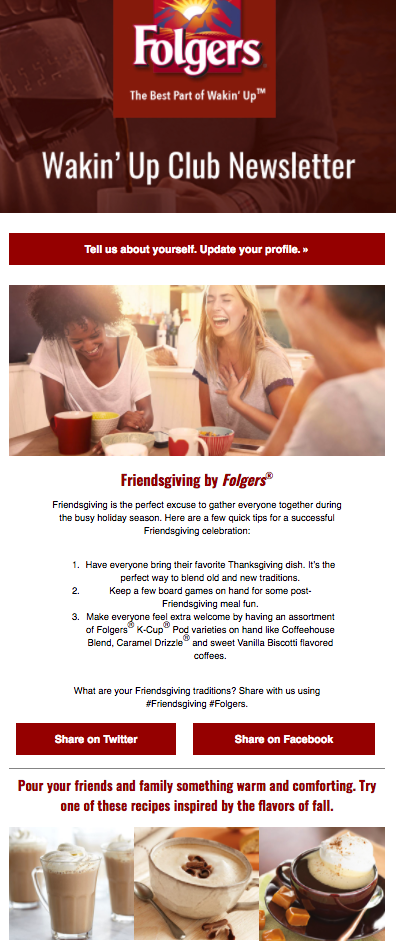 Folgers®
The Best Part of Wakin' Up™
Wakin' Up Club Newsletter
Tell us about yourself. Update your profile. »
Friendsgiving by Folgers®
Friendsgiving is the perfect excuse to gather everyone together during
the busy holiday season. Here are a few quick tips for a successful
Friendsgiving celebration:
1. Have everyone bring their favorite Thanksgiving dish. It's the
perfect way to blend old and new traditions.
2. Keep a few board games on hand for some post-
Friendsgiving meal fun.
3. Make everyone feel extra welcome by having an assortment
of Folgers® K-Cup® Pod varieties on hand like Coffeehouse
Blend, Caramel Drizzle® and sweet Vanilla Biscotti flavored
coffees.
What are your Friendsgiving traditions? Share with us using
#Friendsgiving #Folgers.
Share on Twitter
Share on Facebook
Pour your friends and family something warm and comforting. Try
one of these recipes inspired by the flavors of fall.